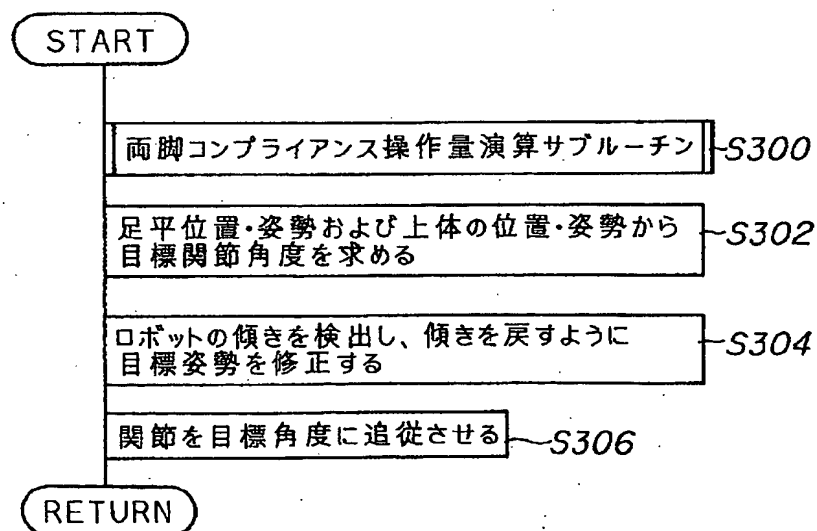 START
両脚コンプライアンス操作量演算サブルーチン
S300
足平位置・姿勢および上体の位置・姿勢から
目標関節角度を求める
S302
ロボットの傾きを検出し、傾きを戻すように
目標姿勢を修正する
S304
関節を目標角度に追従させる
S306
RETURN